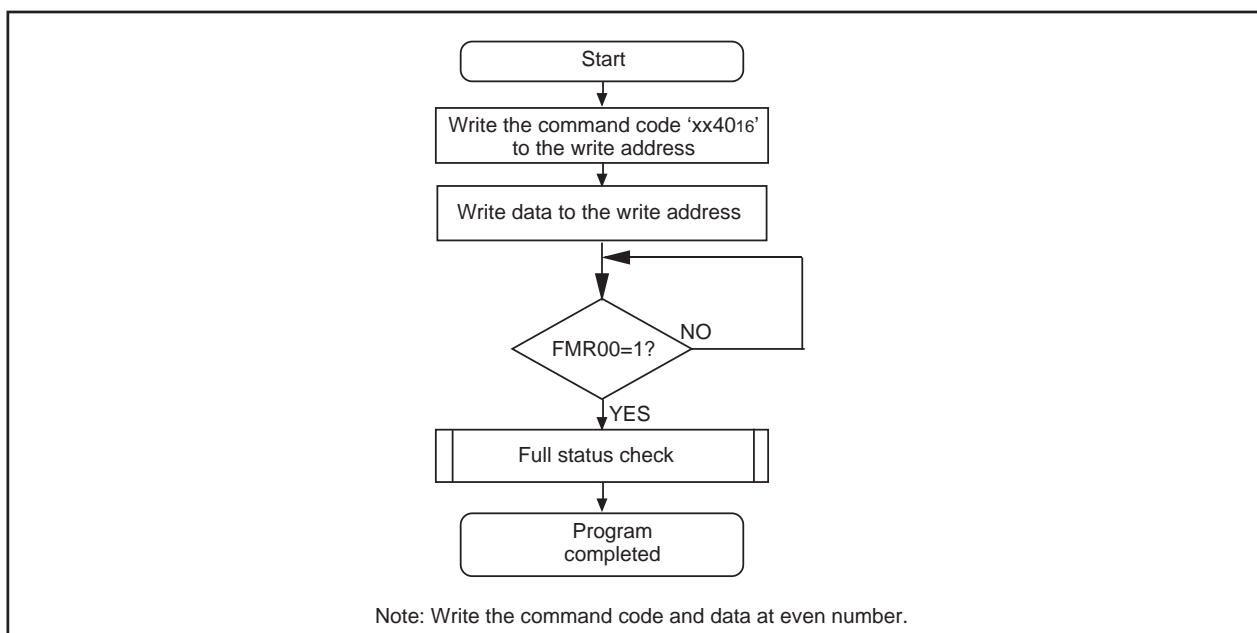 Start
Write the command code ‘xx4016’
to the write address
Write data to the write address
FMR00=1?
NO
YES
Full status check
Program
completed
Note: Write the command code and data at even number.